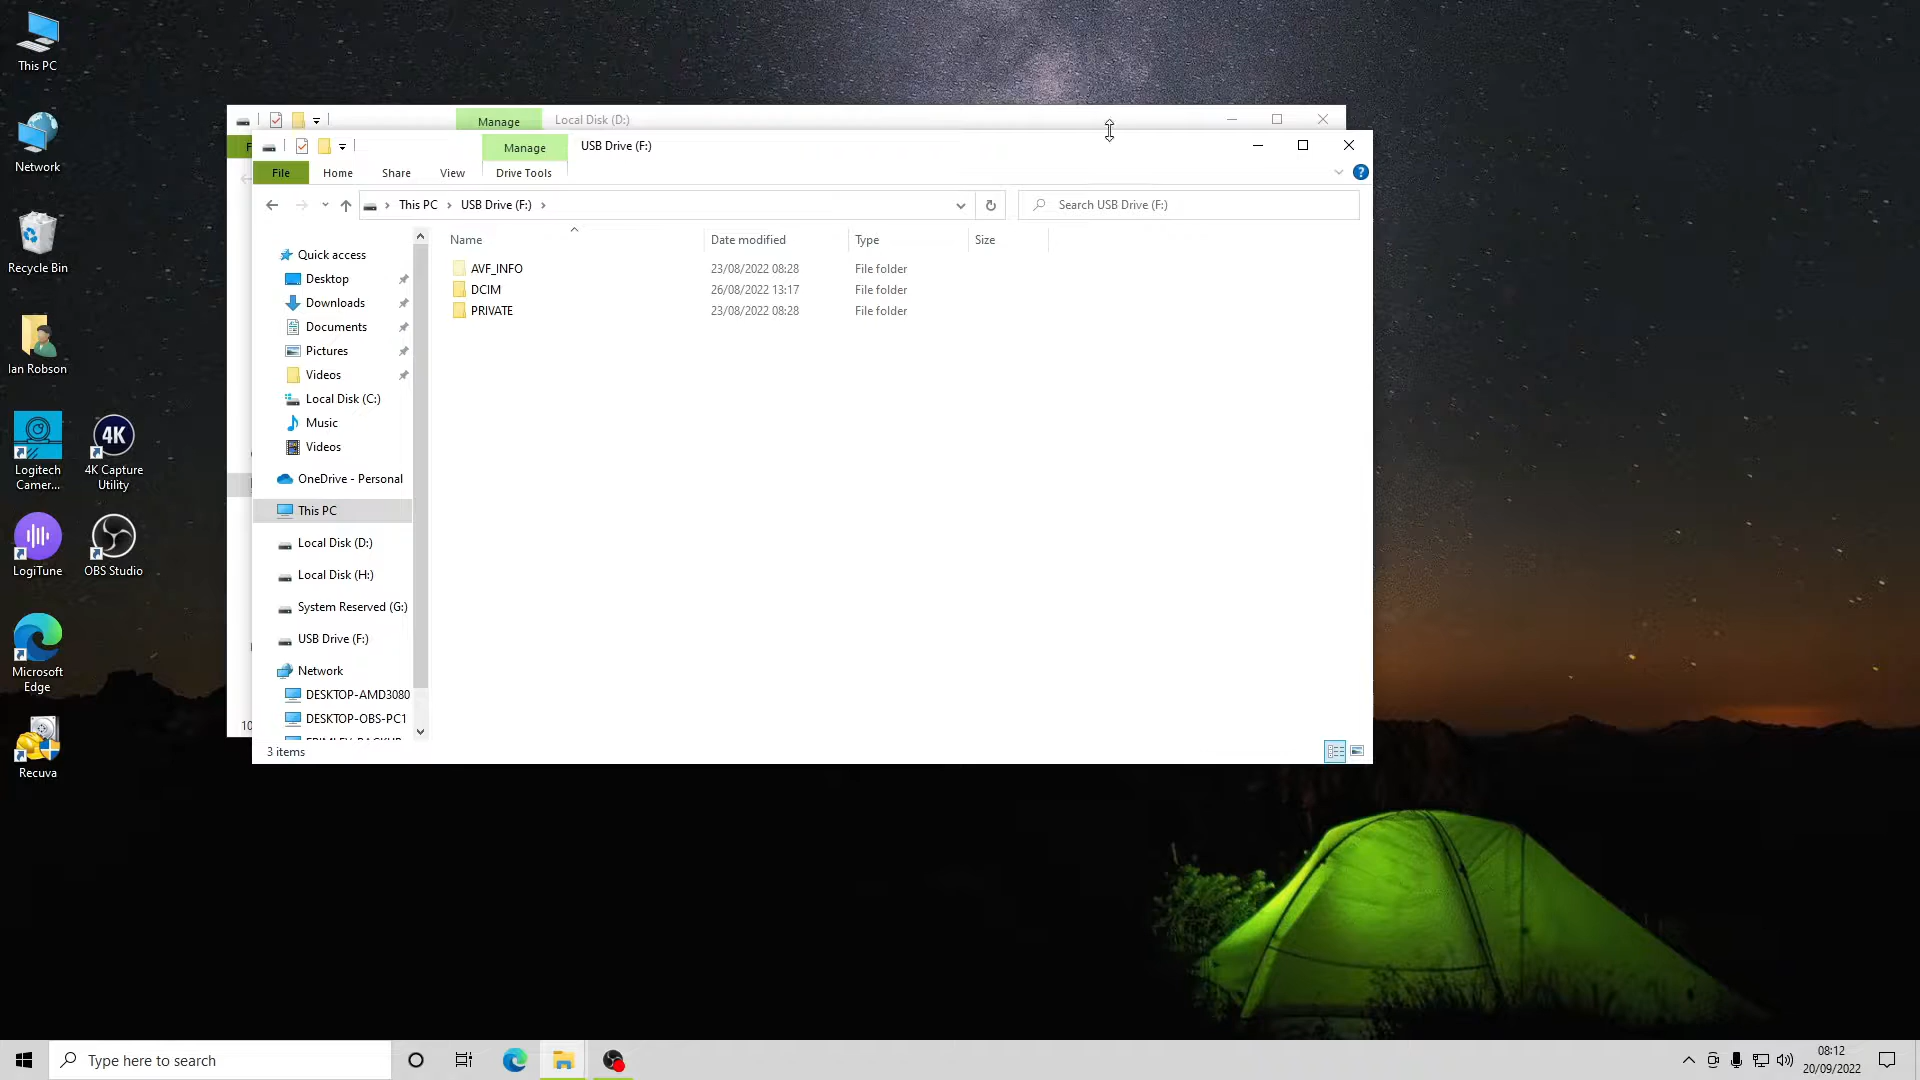 This PC
Network
Recycle Bin
Ian Robson
Logitech
Camer...
4K
4K Capture
Utility
LogiTune
OBS Studio
Microsoft
Edge
Recuva
Manage
Local Disk (D:)
Manage
USB Drive (F:)
File
Home
Share
View
Drive Tools
This PC
USB Drive (F:)
Search USB Drive (F:)
Name
Date modified
Type
Size
AVF_INFO
23/08/2022 08:28
File folder
DCIM
26/08/2022 13:17
File folder
PRIVATE
23/08/2022 08:28
File folder
Quick access
Desktop
Downloads
Documents
Pictures
Videos
Local Disk (C:)
Music
Videos
OneDrive - Personal
This PC
Local Disk (D:)
Local Disk (H:)
System Reserved (G:)
USB Drive (F:)
Network
DESKTOP-AMD3080
DESKTOP-OBS-PC1
10
3 items
Type here to search
08:12
20/09/2022